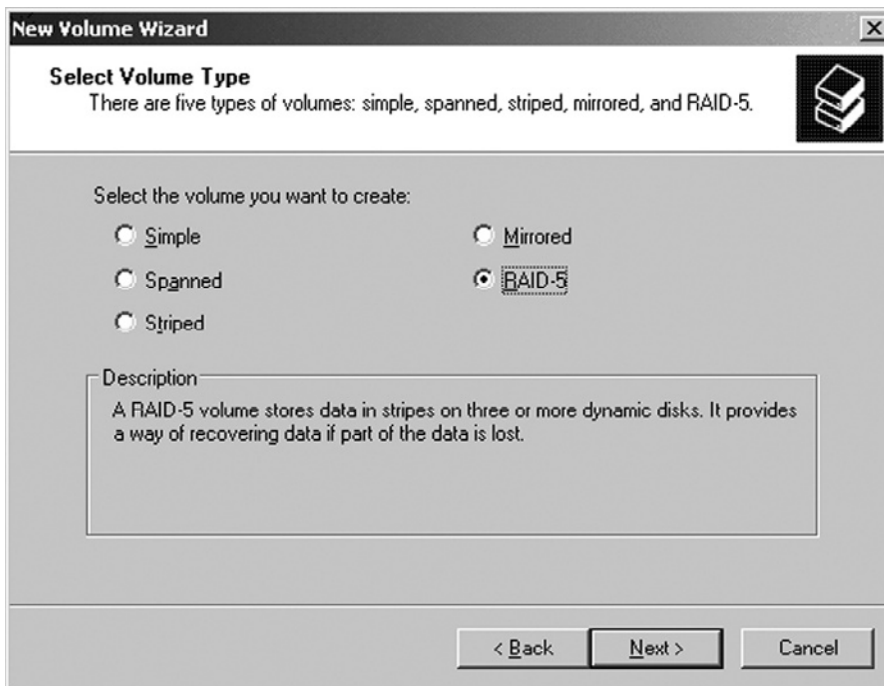 New Volume Wizard
Select Volume Type
There are five types of volumes: simple, spanned, striped, mirrored, and RAID-5.
Select the volume you want to create:
Simple
Mirrored
Spanned
RAID-5
Striped
Description
A RAID-5 volume stores data in stripes on three or more dynamic disks. It provides
a way of recovering data if part of the data is lost.
< Back
Next >
Cancel